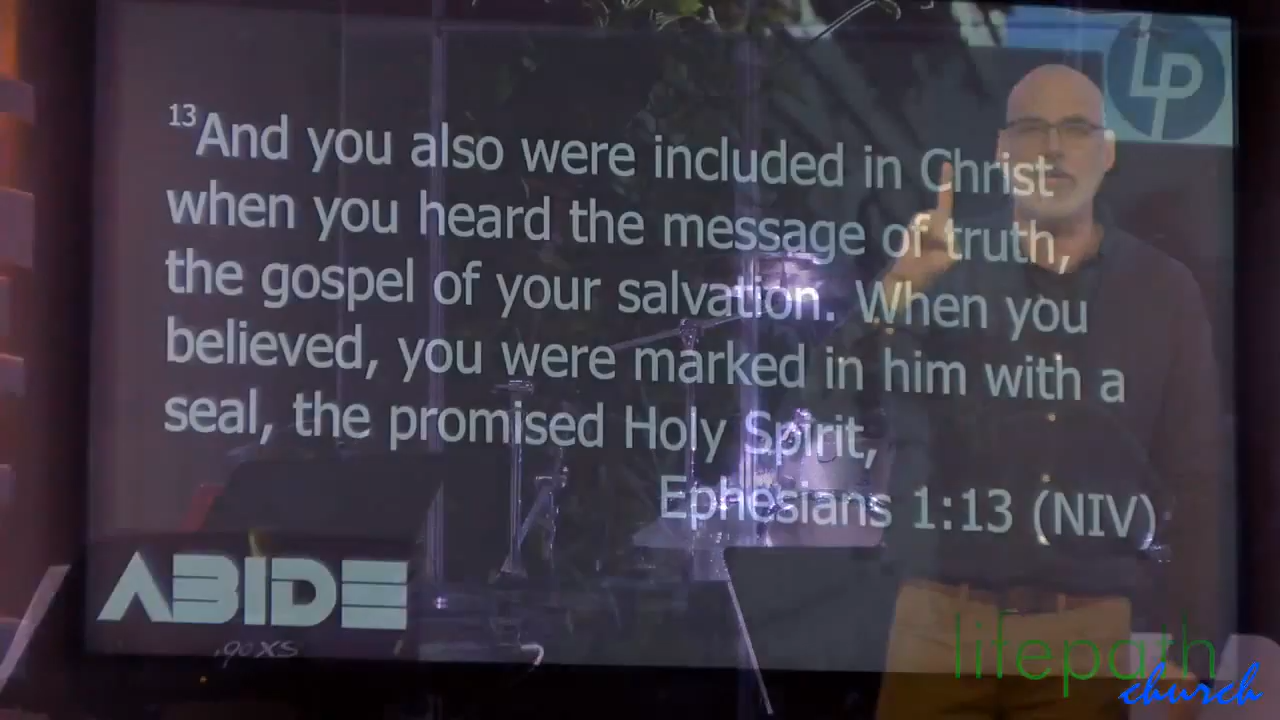 LP
13And you also were included in Christ
when you heard the message of truth,
the gospel of your salvation. When you
believed, you were marked in him with a
seal, the promised Holy Spirit,
Ephesians 1:13 (NIV)
ABIDE
lifepath
church